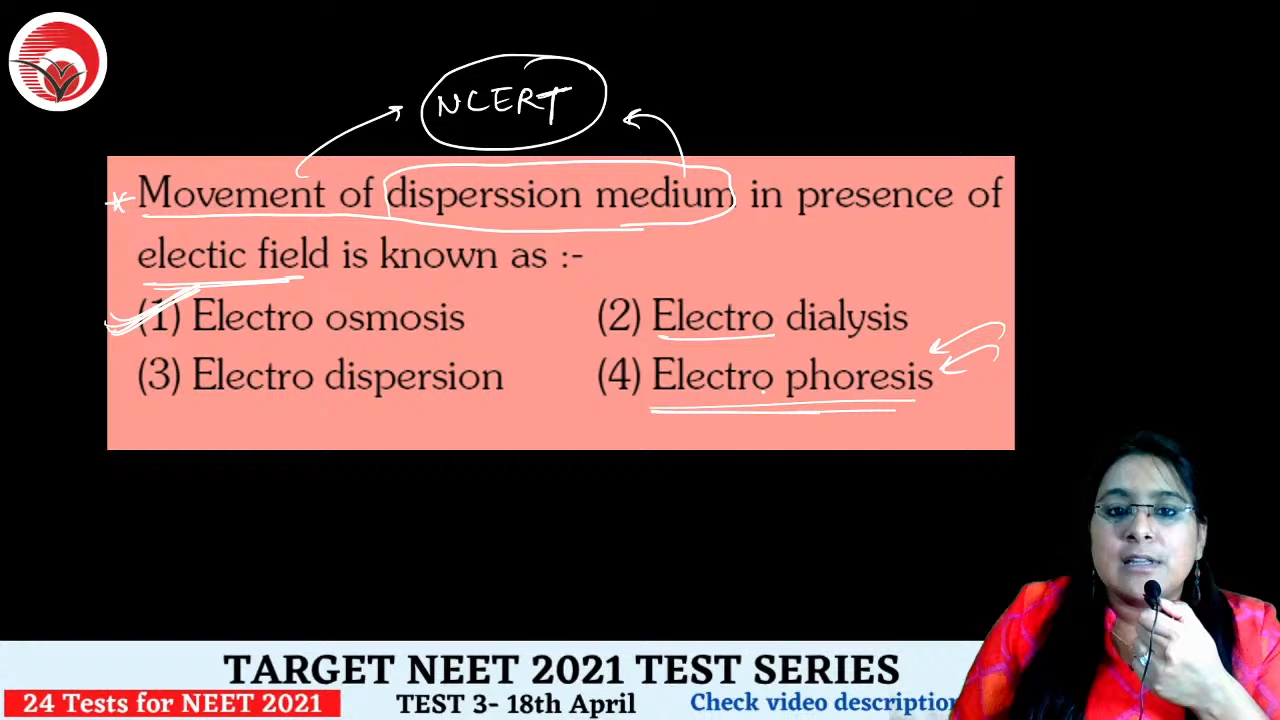 NCERT
Movement of disperssion medium in presence of
electic field is known as :-
(1) Electro osmosis
(2) Electro dialysis
(3) Electro dispersion
(4) Electro phoresis
TARGET NEET 2021 TEST SERIES
24 Tests for NEET 2021
TEST 3- 18th April
Check video description